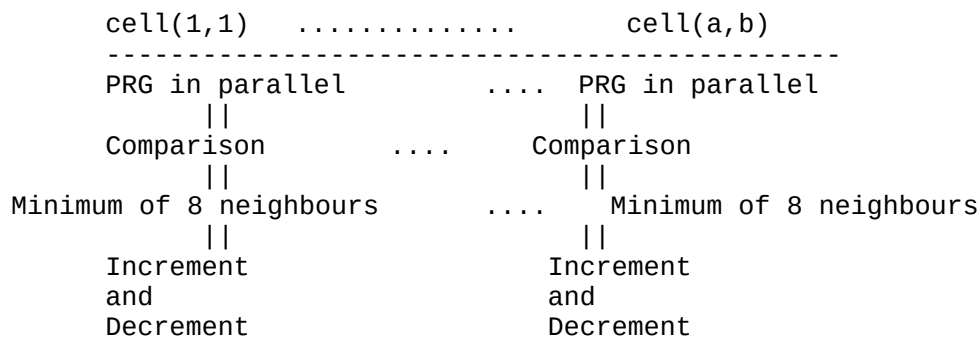 cell(1,1) .............. cell(a,b)
----------------------------------------------
PRG in parallel .... PRG in parallel
|| ||
Comparison .... Comparison
|| ||
Minimum of 8 neighbours .... Minimum of 8 neighbours
|| ||
Increment Increment
and and
Decrement Decrement